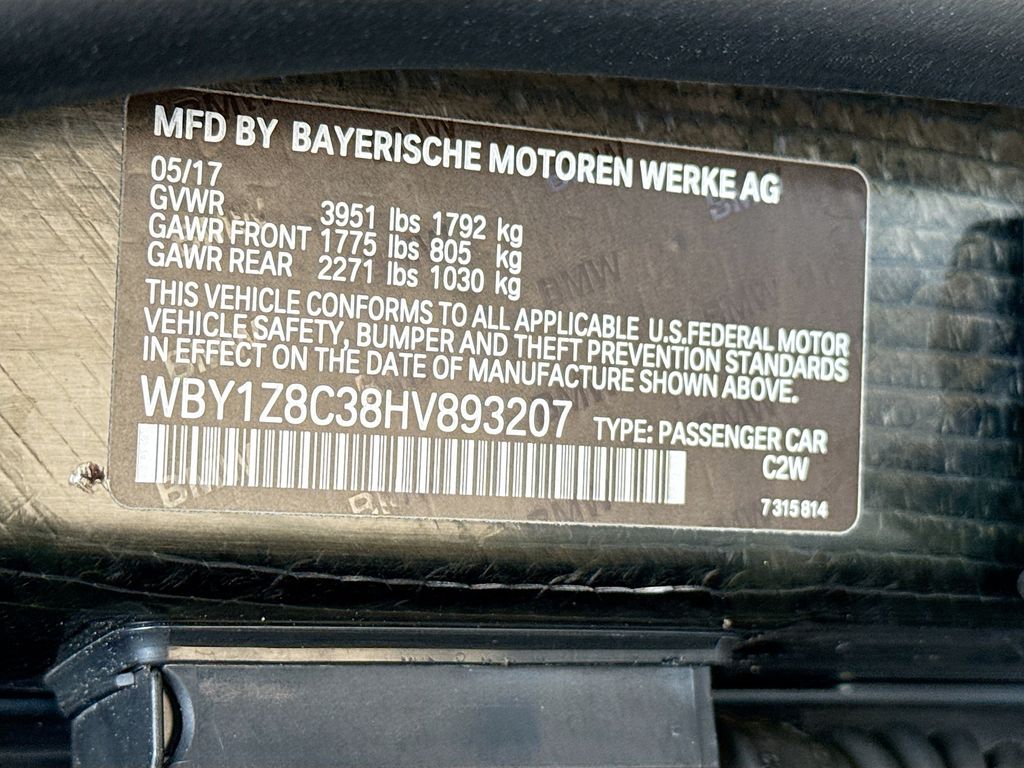 MFD BY BAYERISCHE MOTOREN WERKE AG
05/17
GVWR 3951 lbs 1792 kg
GAWR FRONT 1775 lbs 805 kg
GAWR REAR 2271 lbs 1030 kg
THIS VEHICLE CONFORMS TO ALL APPLICABLE U.S.FEDERAL MOTOR
VEHICLE SAFETY, BUMPER AND THEFT PREVENTION STANDARDS
IN EFFECT ON THE DATE OF MANUFACTURE SHOWN ABOVE.
WBY1Z8C38HV893207 TYPE: PASSENGER CAR
C2W
7315814